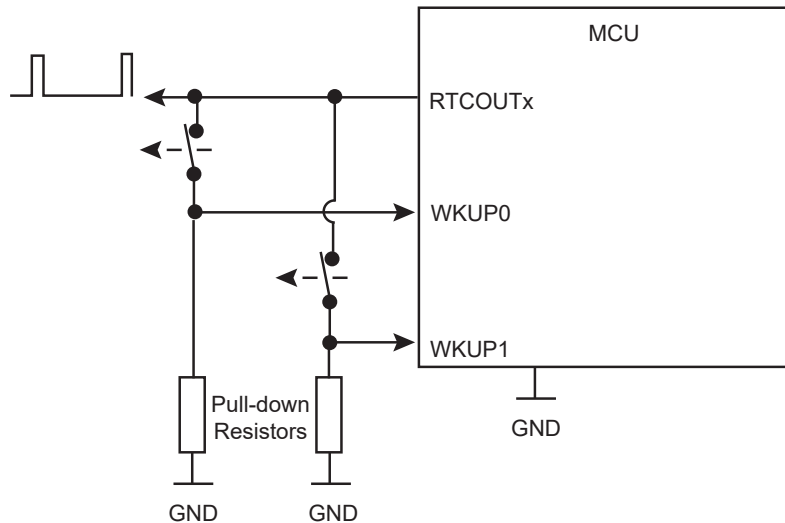 MCU
RTCOUTx
WKUP0
WKUP1
Pull-down
Resistors
GND
GND
GND